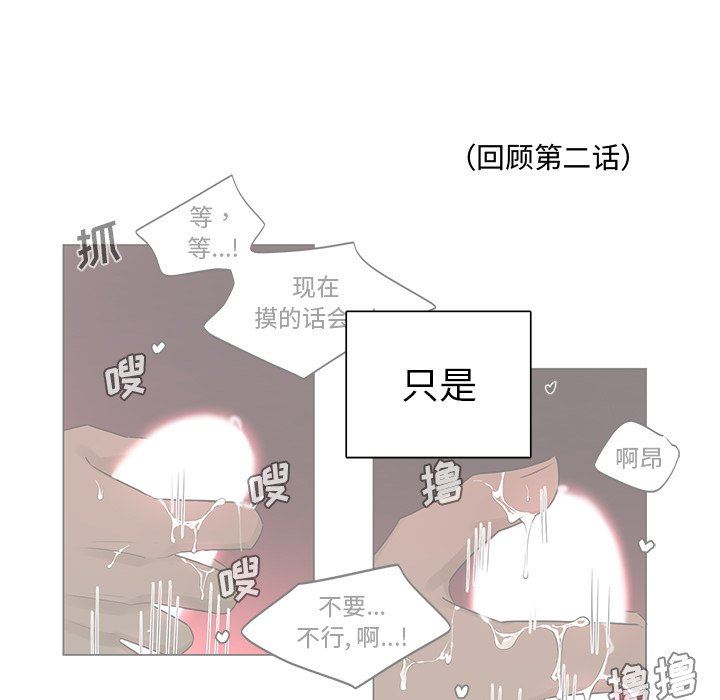 （回顾第二话）
抓
等，
等...!
现在
摸的话会
只是
嗖
啊昂
嗖
撸
嗖
不要...
不行, 啊...!
撸
撸